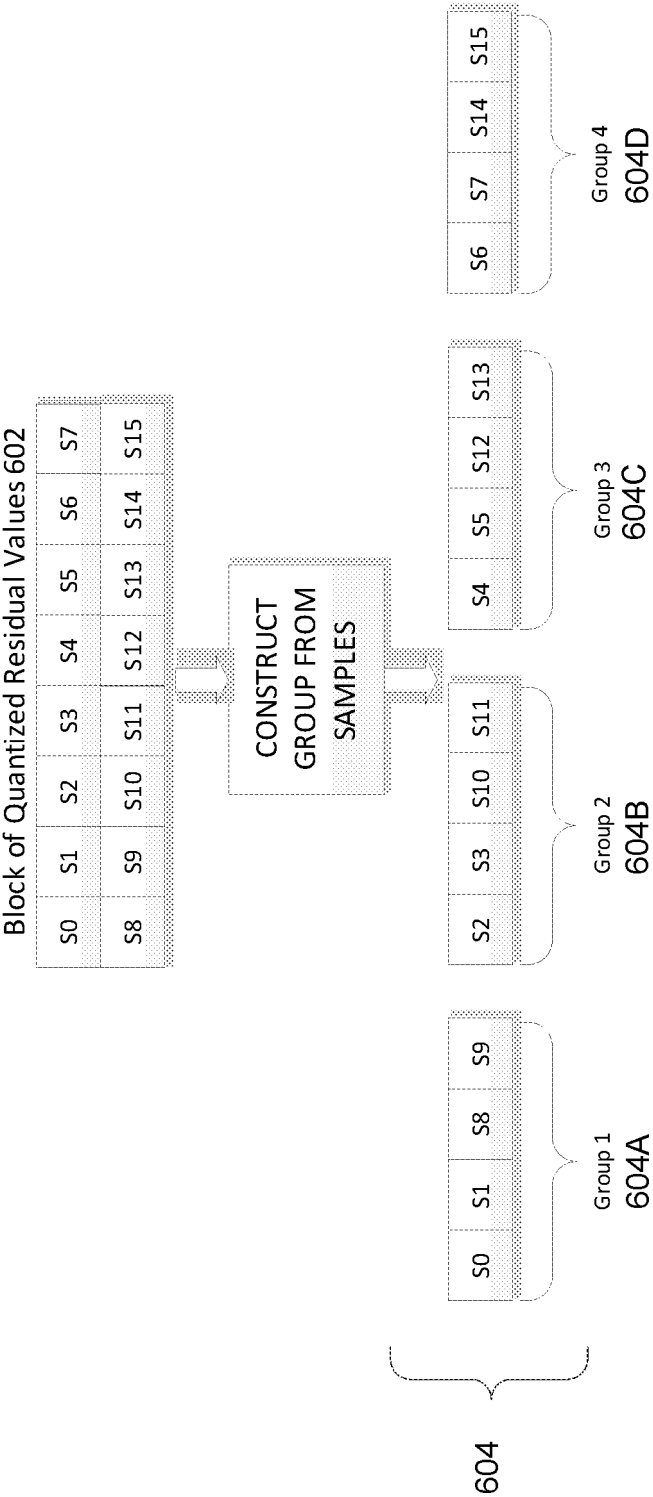 Block of Quantized Residual Values 602
S0 S1 S2 S3 S4 S5 S6 S7
S8 S9 S10 S11 S12 S13 S14 S15
CONSTRUCT
GROUP FROM
SAMPLES
S0 S1 S8 S9
S2 S3 S10 S11
S4 S5 S12 S13
S6 S7 S14 S15
604
Group 1
604A
Group 2
604B
Group 3
604C
Group 4
604D